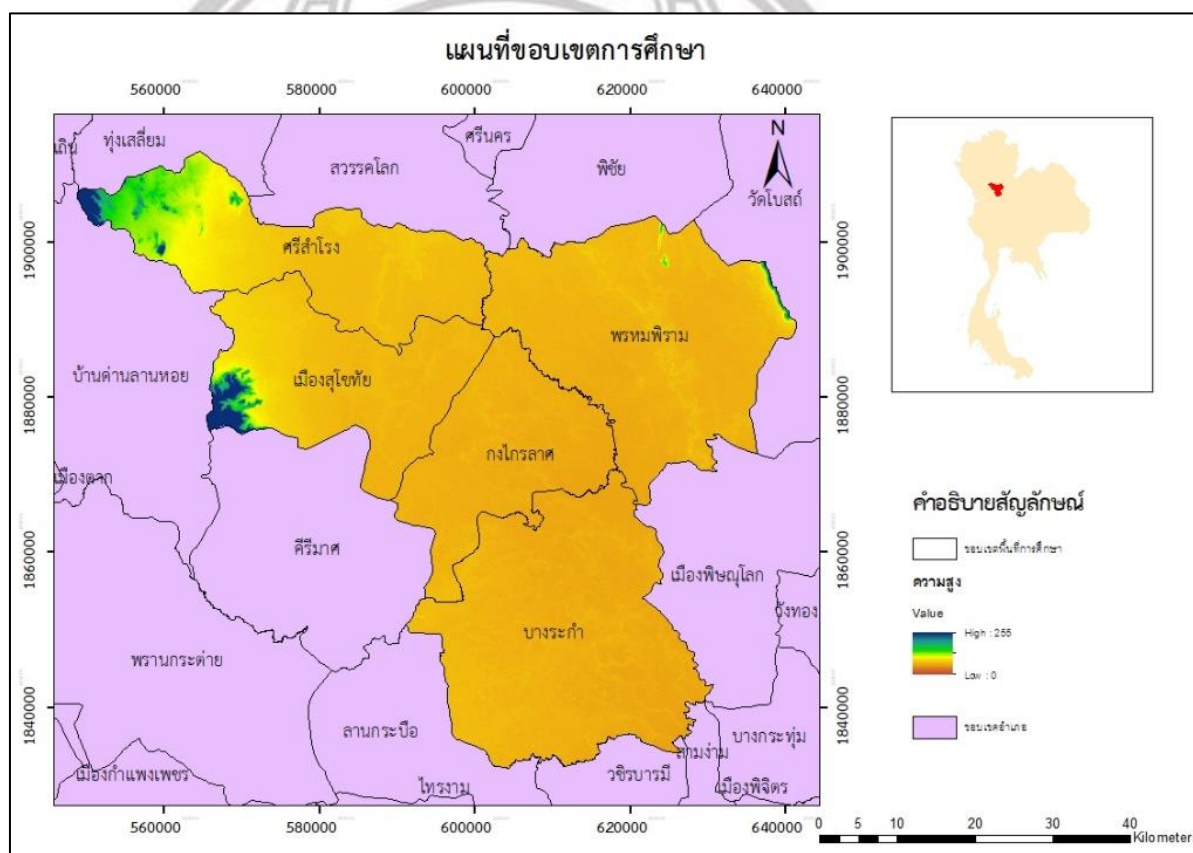 แผนที่ขอบเขตการศึกษา
560000 580000 600000 620000 640000
N
ทุ่งเสลี่ยม
ศรีนคร
สวรรคโลก
พิชัย
วัดโบสถ์
1900000
1900000
ศรีสำโรง
พรหมพิราม
บ้านด่านลานหอย
เมืองสุโขทัย
1880000
1880000
กงไกรลาศ
เมืองตาก
คีรีมาศ
1860000
1860000
เมืองพิษณุโลก
วังทอง
บางระกำ
พรานกระต่าย
1840000
1840000
ลานกระบือ
บางกระทุ่ม
สามง่าม
เมืองกำแพงเพชร
ไทรงาม
วชิรบารมี
เมืองพิจิตร
560000 580000 600000 620000 640000
คำอธิบายสัญลักษณ์
ขอบเขตพื้นที่การศึกษา
ความสูง
Value
High : 255
Low : 0
ขอบเขตอำเภอ
0 5 10 20 30 40
Kilometer